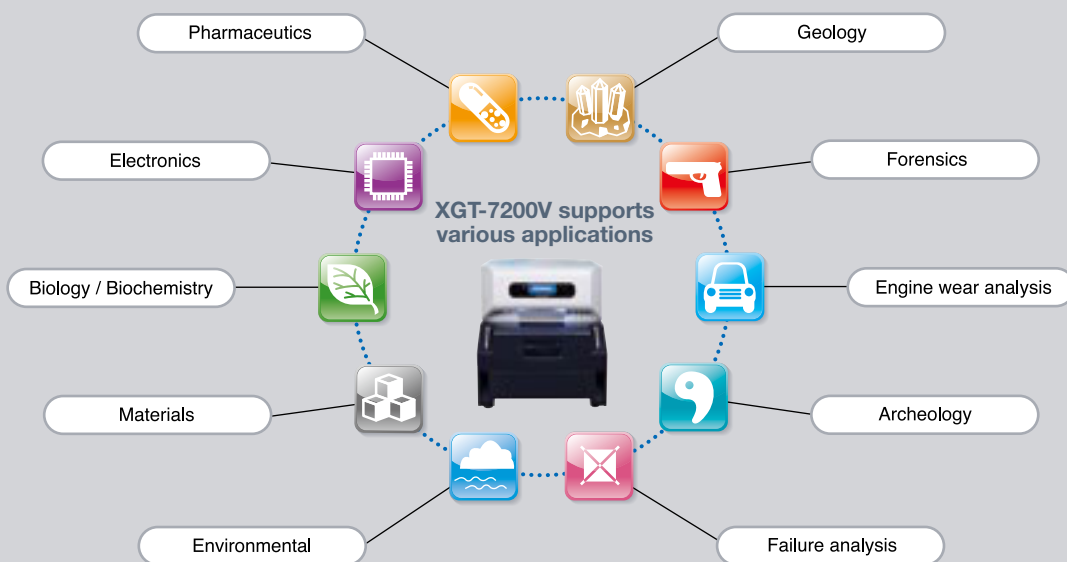 Pharmaceutics
Geology
Electronics
Forensics
XGT-7200V supports
various applications
Biology / Biochemistry
Engine wear analysis
Materials
Archeology
Environmental
Failure analysis